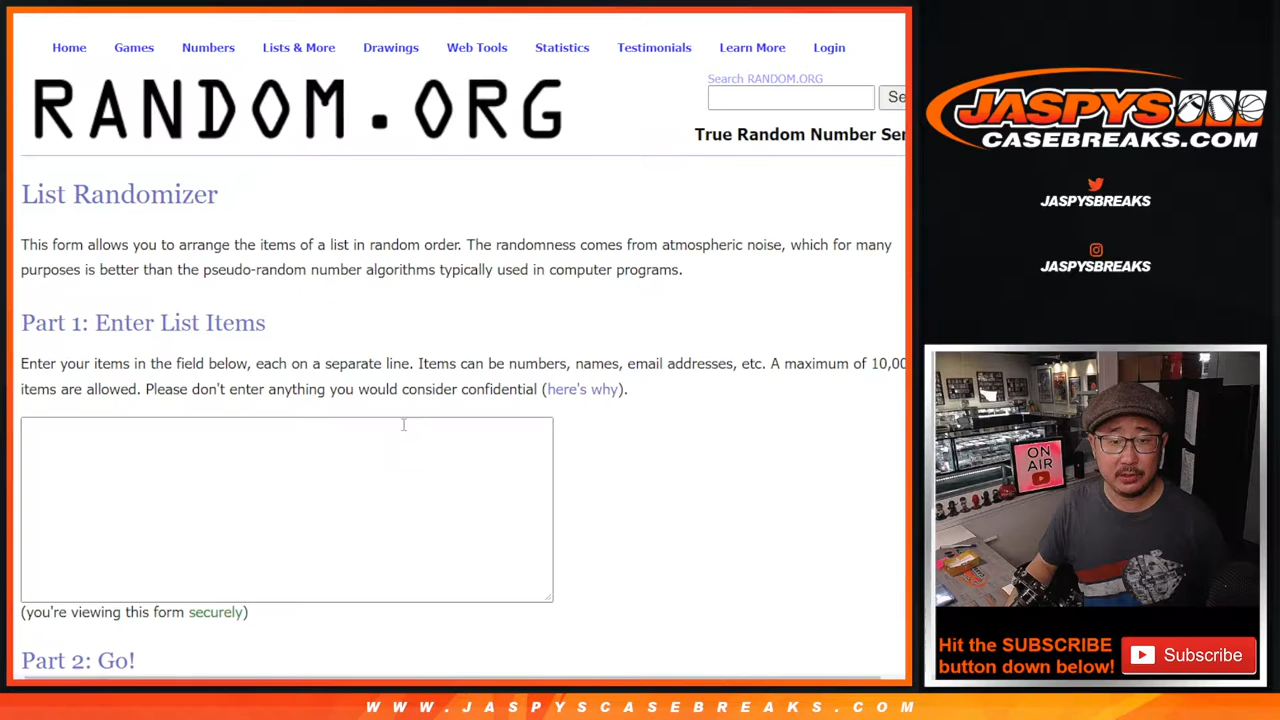 Home Games Numbers Lists & More Drawings Web Tools Statistics Testimonials Learn More Login
RANDOM.ORG
Search RANDOM.ORG
Se
True Random Number Ser
List Randomizer
This form allows you to arrange the items of a list in random order. The randomness comes from atmospheric noise, which for many
purposes is better than the pseudo-random number algorithms typically used in computer programs.
Part 1: Enter List Items
Enter your items in the field below, each on a separate line. Items can be numbers, names, email addresses, etc. A maximum of 10,00
items are allowed. Please don't enter anything you would consider confidential (here's why).
(you're viewing this form securely)
Part 2: Go!
JASPYS
CASEBREAKS.COM
JASPYSBREAKS
JASPYSBREAKS
ON
AIR
Hit the SUBSCRIBE
button down below!
Subscribe
WWW.JASPYSCASEBREAKS.COM